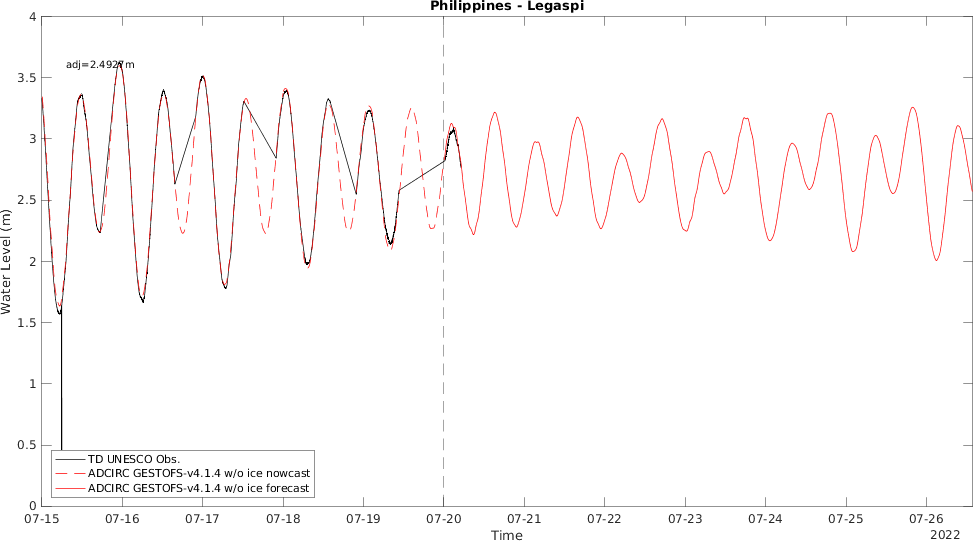 Philippines - Legaspi
adj=2.4927m
Water Level (m)
4
3.5
3
2.5
2
1.5
1
0.5
0
TD UNESCO Obs.
ADCIRC GESTOFS-v4.1.4 w/o ice nowcast
ADCIRC GESTOFS-v4.1.4 w/o ice forecast
07-15 07-16 07-17 07-18 07-19 07-20 07-21 07-22 07-23 07-24 07-25 07-26
Time
2022